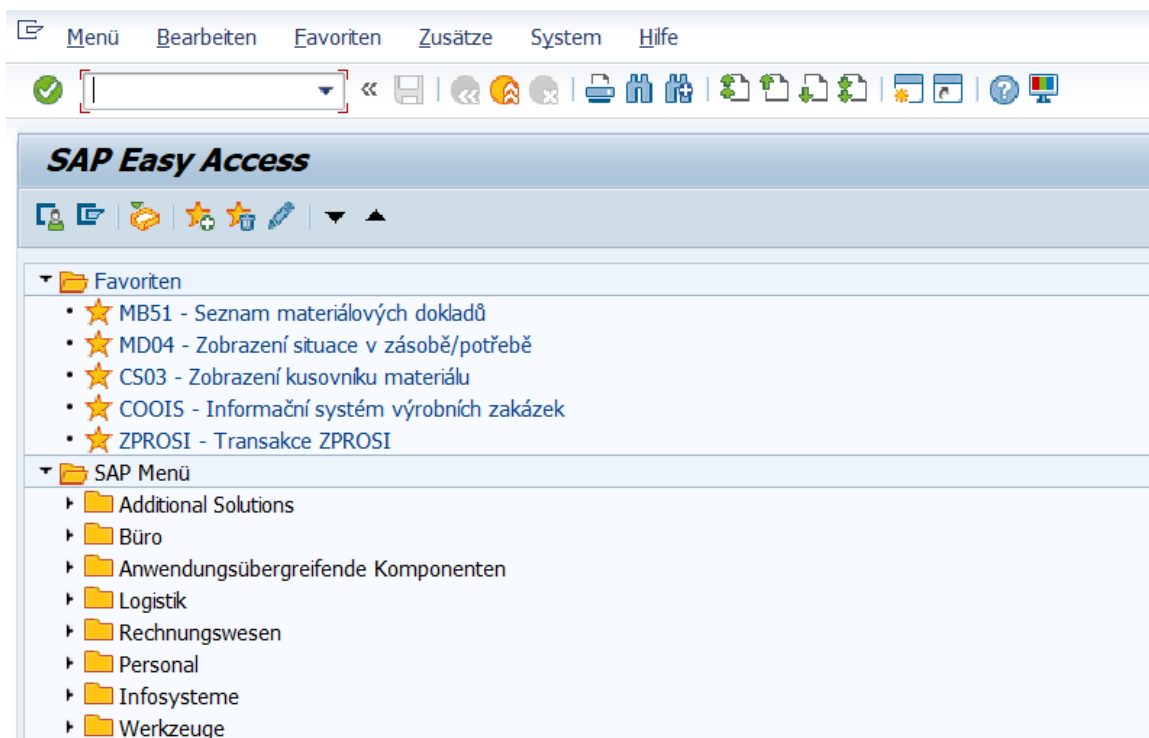 Menü Bearbeiten Favoriten Zusätze System Hilfe
SAP Easy Access
Favoriten
MB51 - Seznam materiálových dokladů
MD04 - Zobrazení situace v zásobě/potřebě
CS03 - Zobrazení kusovníku materiálu
COOIS - Informační systém výrobních zakázek
ZPROSI - Transakce ZPROSI
SAP Menü
Additional Solutions
Büro
Anwendungsübergreifende Komponenten
Logistik
Rechnungswesen
Personal
Infosysteme
Werkzeuge